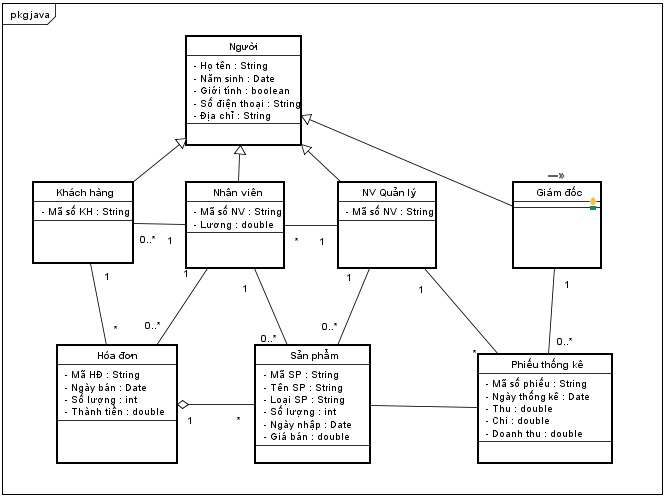 pkgjava
Người
- Họ tên : String
- Năm sinh : Date
- Giới tính : boolean
- Số điện thoại : String
- Địa chỉ : String
Khách hàng
- Mã số KH : String
Nhân viên
- Mã số NV : String
- Lương : double
NV Quản lý
- Mã số NV : String
Giám đốc
0..*
1
*
1
1
1
1
1
1
1
*
0..*
0..*
0..*
*
0..*
Hóa đơn
- Mã HĐ : String
- Ngày bán : Date
- Số lượng : int
- Thành tiền : double
1
*
Sản phẩm
- Mã SP : String
- Tên SP : String
- Loại SP : String
- Số lượng : int
- Ngày nhập : Date
- Giá bán : double
Phiếu thống kê
- Mã số phiếu : String
- Ngày thống kê : Date
- Thu : double
- Chi : double
- Doanh thu : double